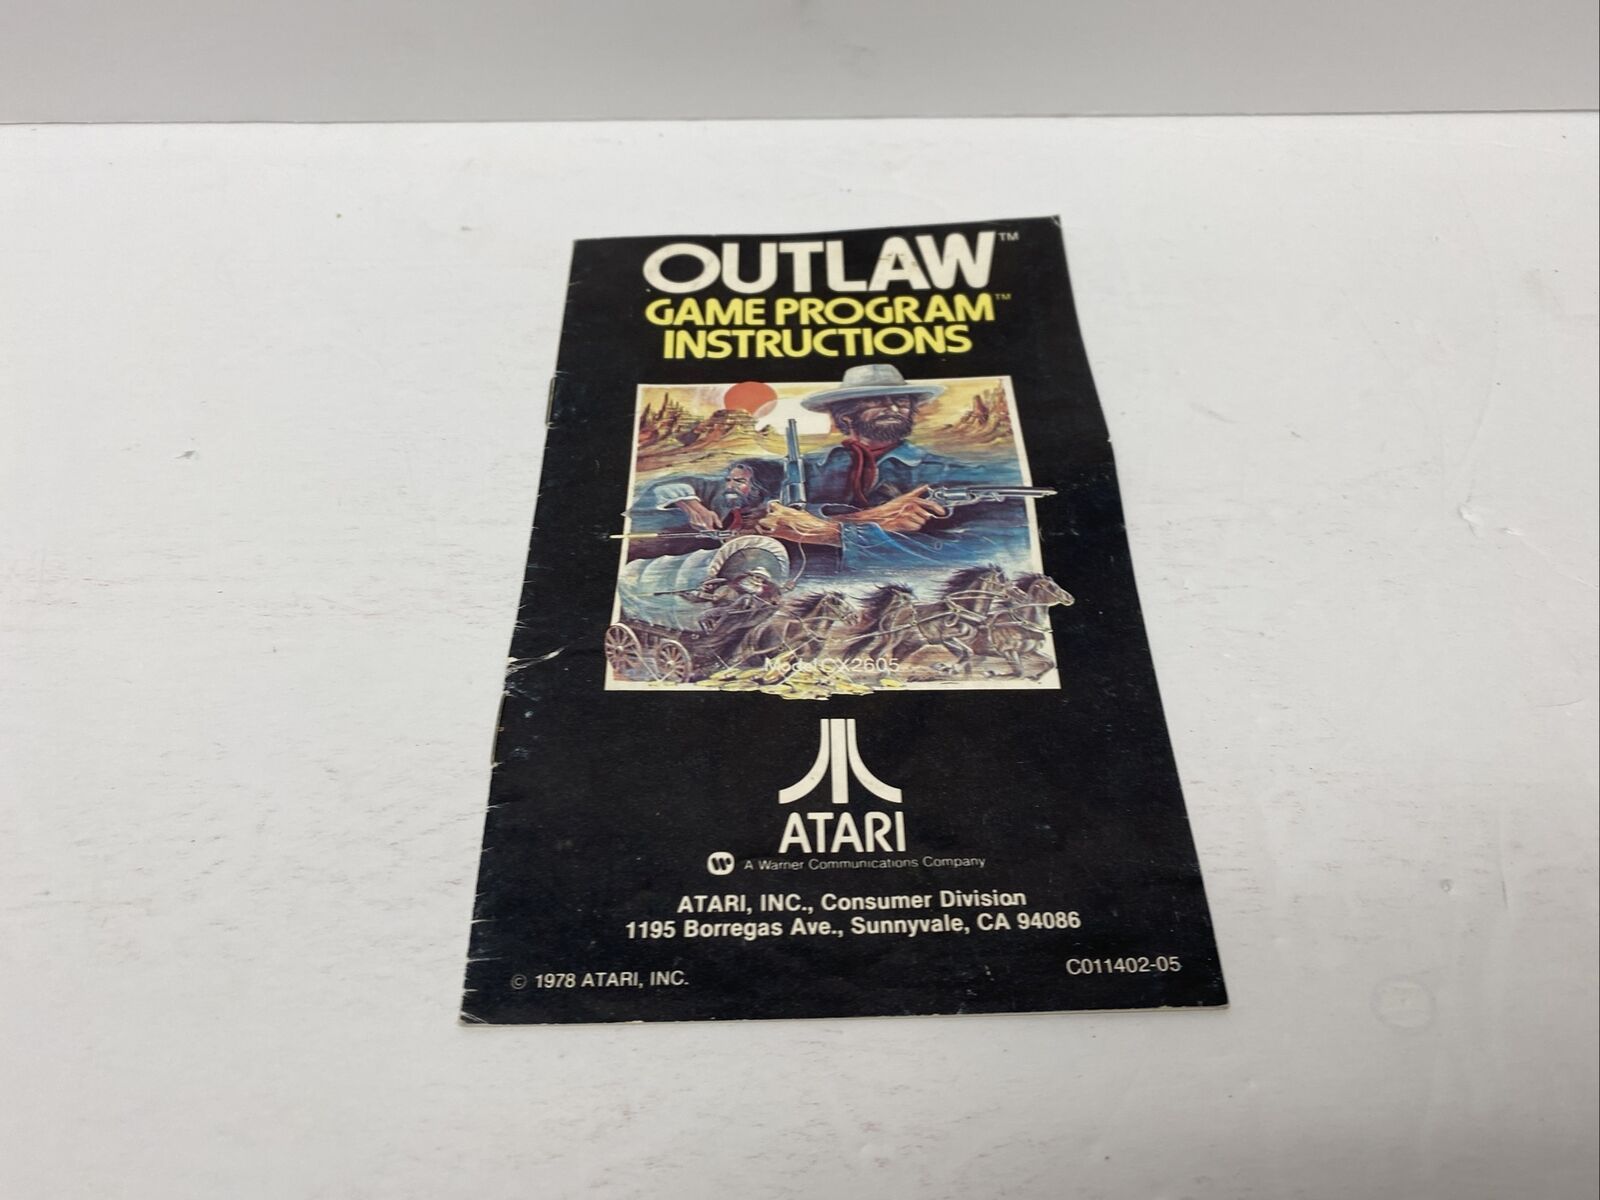 OUTLAW™
GAME PROGRAM™
INSTRUCTIONS
Model CX2605
ATARI
W A Warner Communications Company
ATARI, INC., Consumer Division
1195 Borregas Ave., Sunnyvale, CA 94086
© 1978 ATARI, INC.
C011402-05